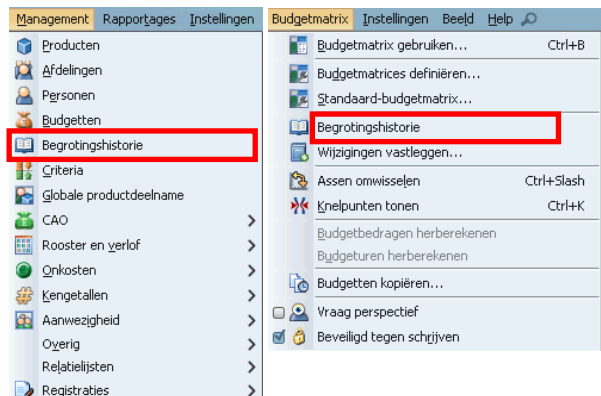 Management Rapportages Instellingen
Producten
Afdelingen
Personen
Budgetten
Begrotingshistorie
Criteria
Globale productdeelname
CAO
Rooster en verlof
Onkosten
Kengetallen
Aanwezigheid
Overig
Relatielijsten
Registraties
Budgetmatrix Instellingen Beeld Help
Budgetmatrix gebruiken... Ctrl+B
Budgetmatrices definiëren...
Standaard-budgetmatrix...
Begrotingshistorie
Wijzigingen vastleggen...
Assen omwisselen Ctrl+Slash
Knelpunten tonen Ctrl+K
Budgetbedragen herberekenen
Budgeturen herberekenen
Budgetten kopiëren...
Vraag perspectief
Beveiligd tegen schrijven